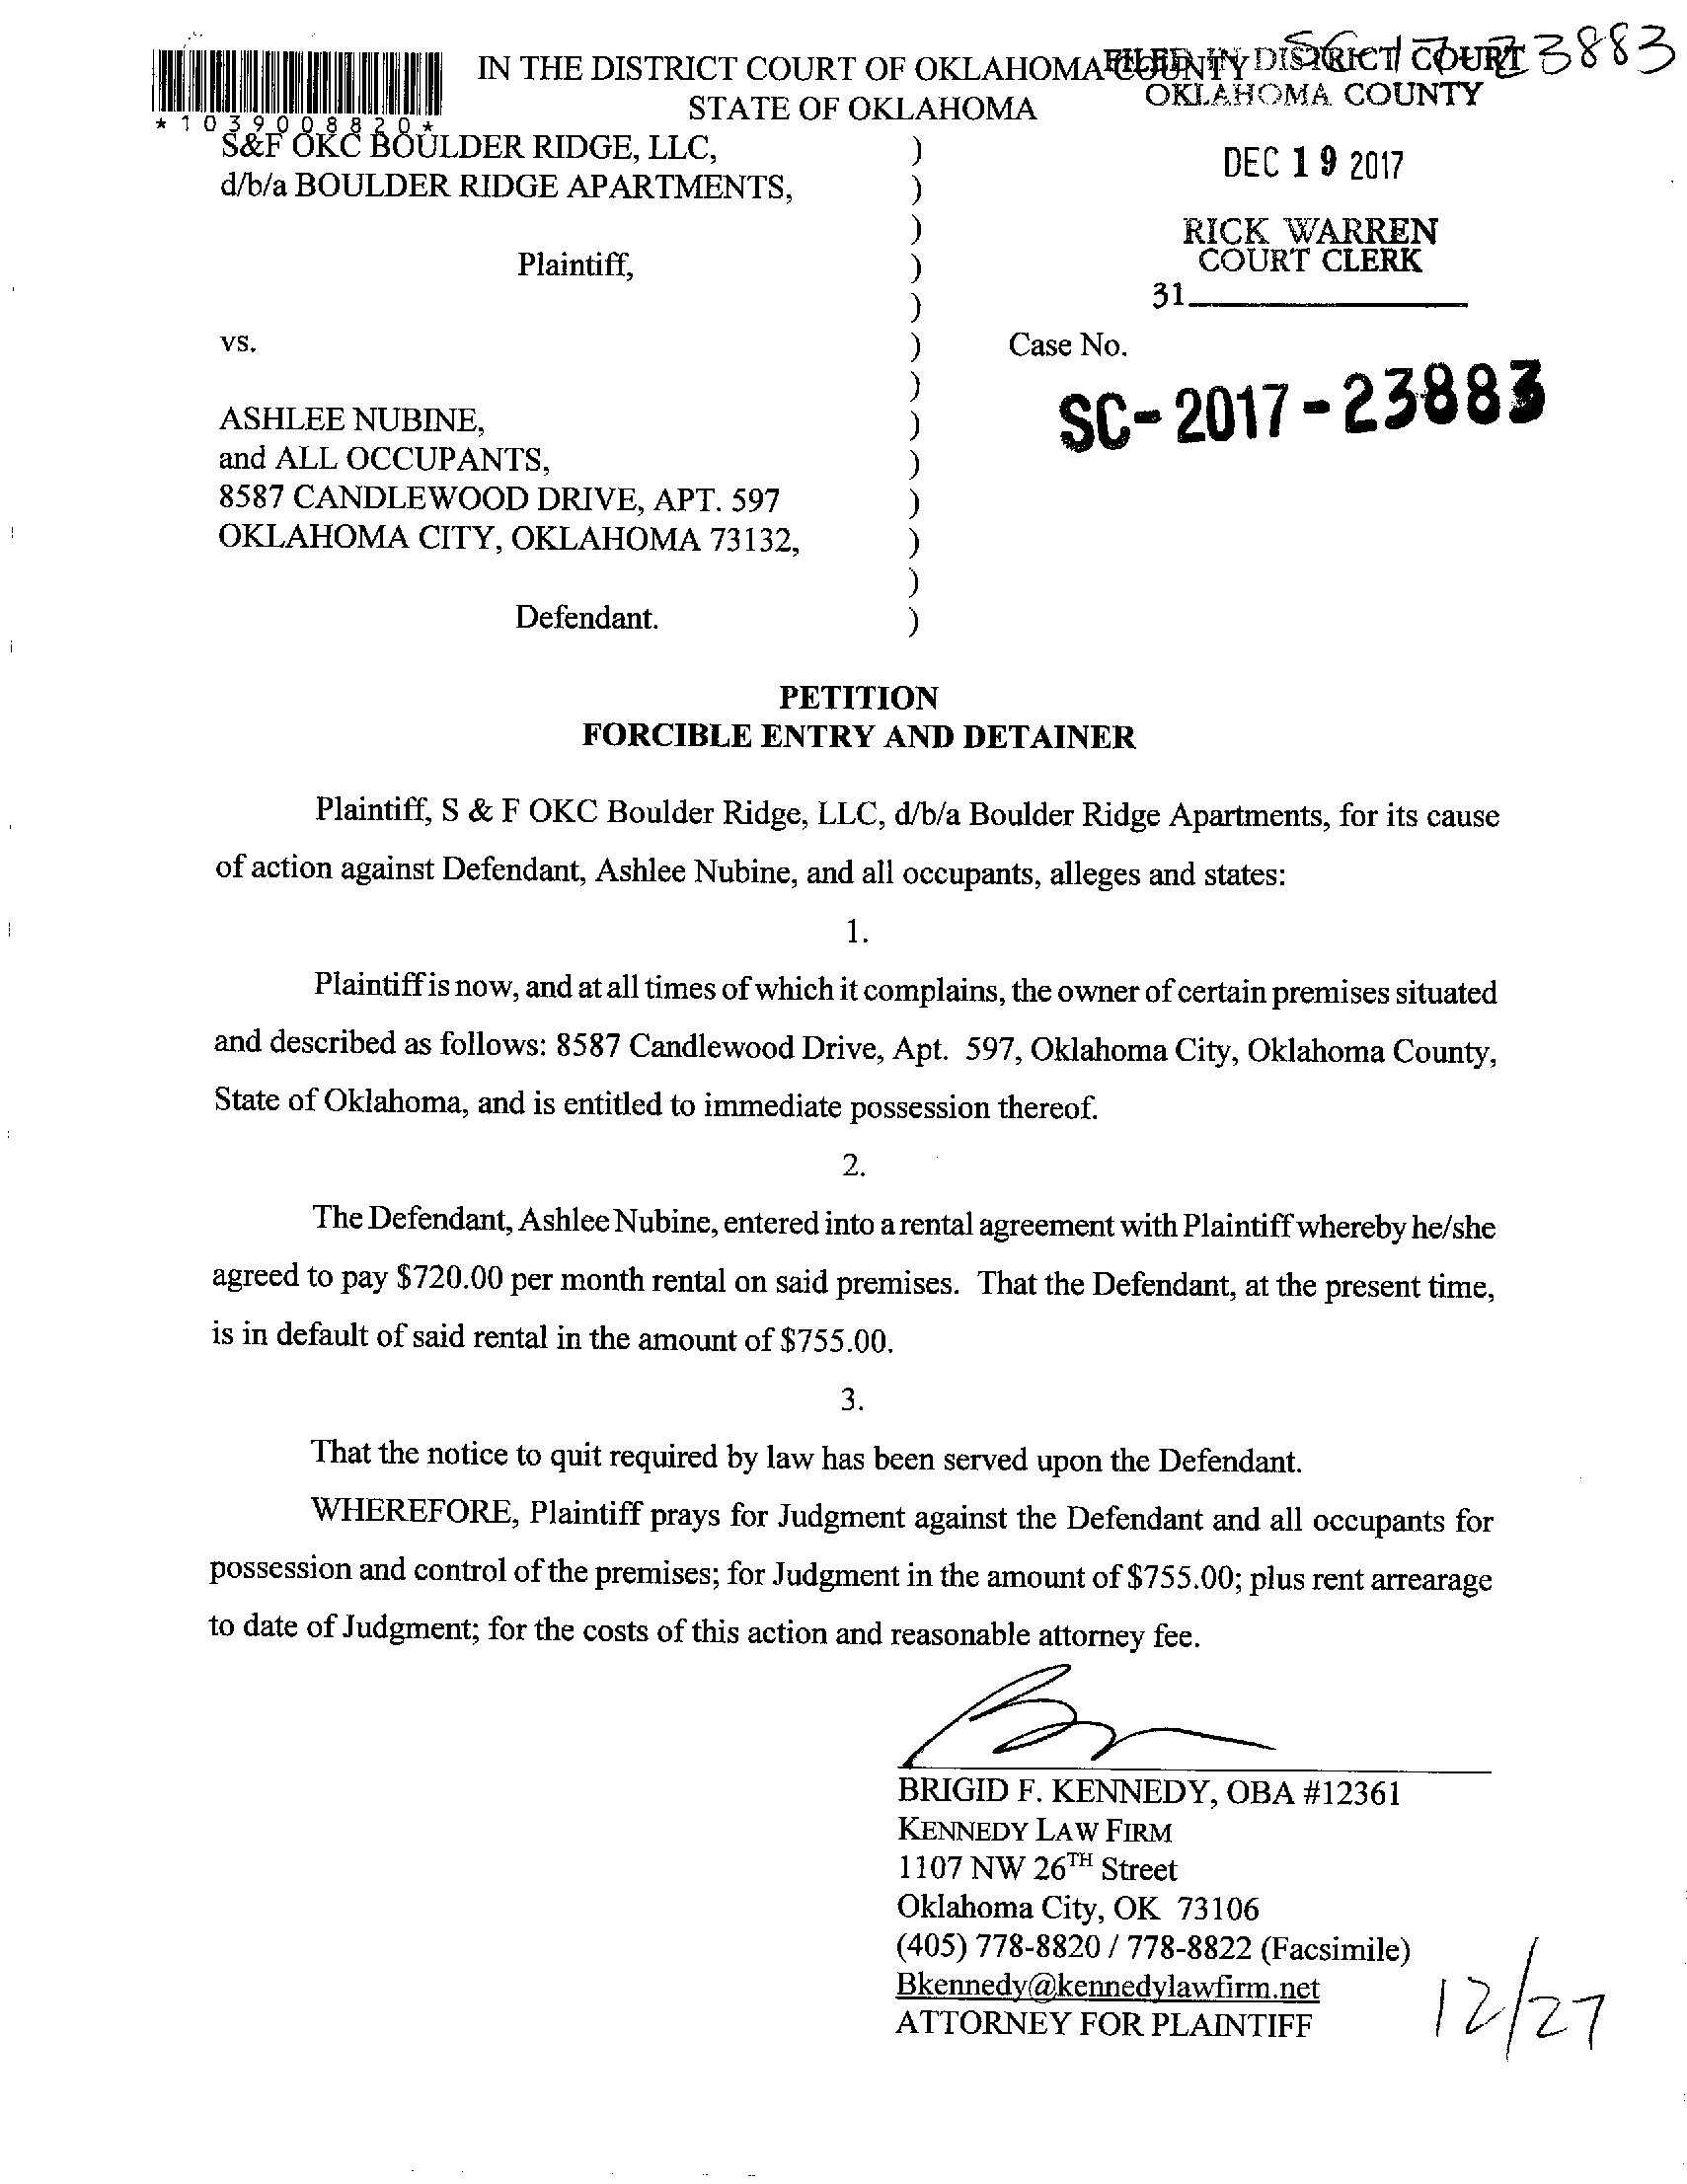 SC-17-23883
IN THE DISTRICT COURT OF OKLAHOMA COUNTY
STATE OF OKLAHOMA
FILED IN DISTRICT COURT
OKLAHOMA COUNTY
*1039008820*
DEC 19 2017
RICK WARREN
COURT CLERK
31
S&F OKC BOULDER RIDGE, LLC, )
d/b/a BOULDER RIDGE APARTMENTS, )
)
Plaintiff, )
)
vs. ) Case No.
)
SC-2017-23883
ASHLEE NUBINE, )
and ALL OCCUPANTS, )
8587 CANDLEWOOD DRIVE, APT. 597 )
OKLAHOMA CITY, OKLAHOMA 73132, )
)
Defendant. )
PETITION
FORCIBLE ENTRY AND DETAINER
Plaintiff, S & F OKC Boulder Ridge, LLC, d/b/a Boulder Ridge Apartments, for its cause
of action against Defendant, Ashlee Nubine, and all occupants, alleges and states:
1.
Plaintiff is now, and at all times of which it complains, the owner of certain premises situated
and described as follows: 8587 Candlewood Drive, Apt. 597, Oklahoma City, Oklahoma County,
State of Oklahoma, and is entitled to immediate possession thereof.
2.
The Defendant, Ashlee Nubine, entered into a rental agreement with Plaintiff whereby he/she
agreed to pay $720.00 per month rental on said premises. That the Defendant, at the present time,
is in default of said rental in the amount of $755.00.
3.
That the notice to quit required by law has been served upon the Defendant.
WHEREFORE, Plaintiff prays for Judgment against the Defendant and all occupants for
possession and control of the premises; for Judgment in the amount of $755.00; plus rent arrearage
to date of Judgment; for the costs of this action and reasonable attorney fee.
BRIGID F. KENNEDY, OBA #12361
KENNEDY LAW FIRM
1107 NW 26TH Street
Oklahoma City, OK 73106
(405) 778-8820 / 778-8822 (Facsimile)
Bkennedy@kennedylawfirm.net
ATTORNEY FOR PLAINTIFF
12/27